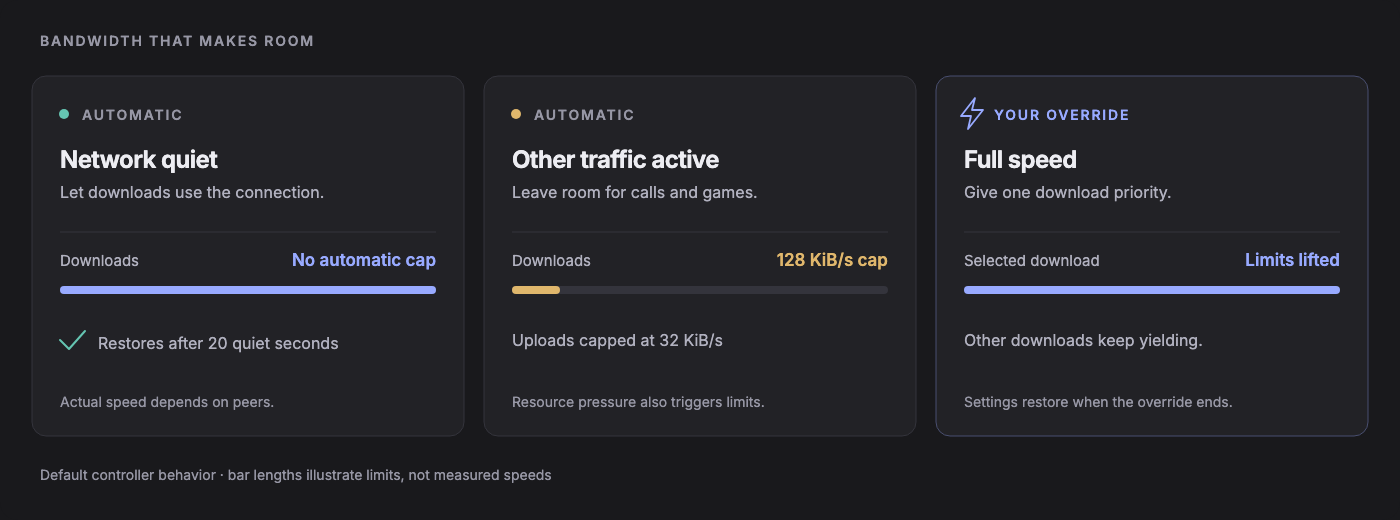 BANDWIDTH THAT MAKES ROOM
AUTOMATIC
Network quiet
Let downloads use the connection.
Downloads
No automatic cap
Restores after 20 quiet seconds
Actual speed depends on peers.
AUTOMATIC
Other traffic active
Leave room for calls and games.
Downloads
128 KiB/s cap
Uploads capped at 32 KiB/s
Resource pressure also triggers limits.
YOUR OVERRIDE
Full speed
Give one download priority.
Selected download
Limits lifted
Other downloads keep yielding.
Settings restore when the override ends.
Default controller behavior · bar lengths illustrate limits, not measured speeds